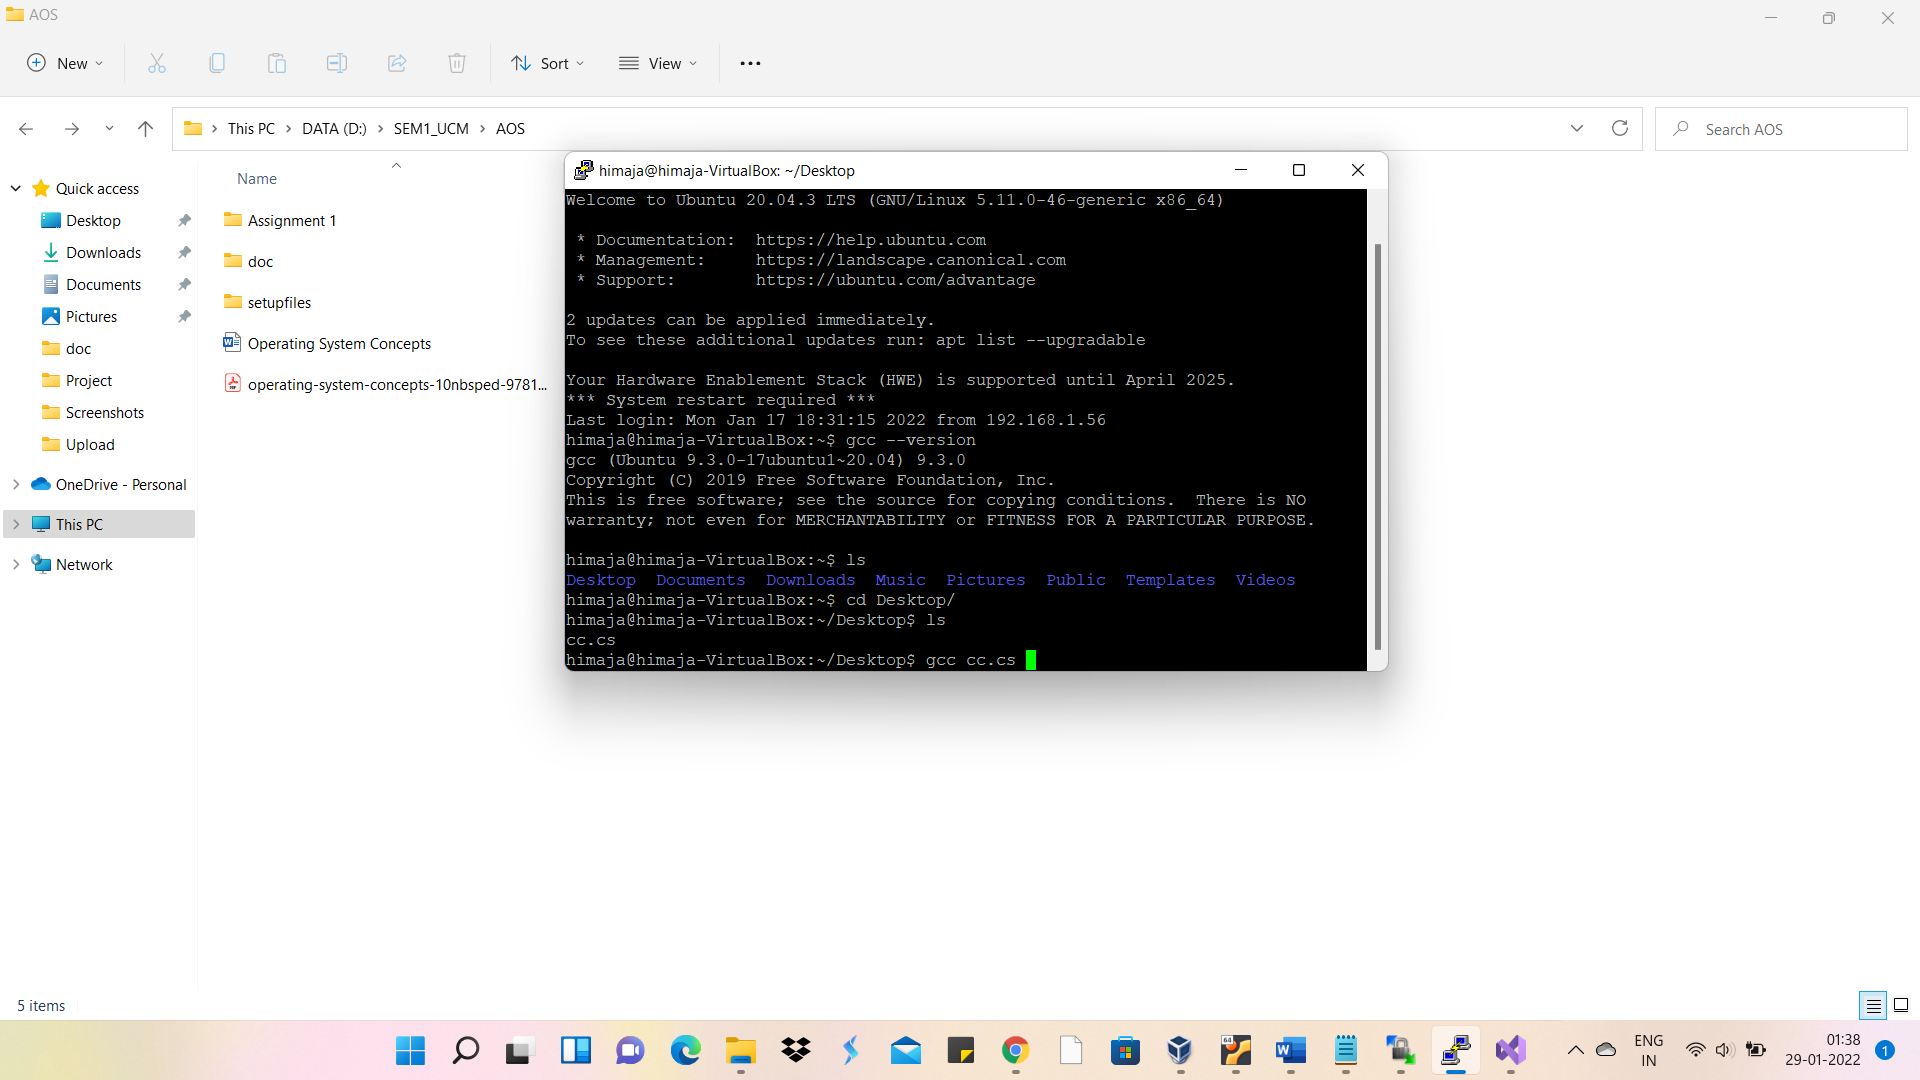 AOS
New
Sort
View
This PC
DATA (D:)
SEM1_UCM
AOS
Search AOS
Quick access
Desktop
Downloads
Documents
Pictures
doc
Project
Screenshots
Upload
OneDrive - Personal
This PC
Network
Name
Assignment 1
doc
setupfiles
Operating System Concepts
operating-system-concepts-10nbsped-9781...
himaja@himaja-VirtualBox: ~/Desktop
Welcome to Ubuntu 20.04.3 LTS (GNU/Linux 5.11.0-46-generic x86_64)
* Documentation:  https://help.ubuntu.com
* Management:     https://landscape.canonical.com
* Support:        https://ubuntu.com/advantage
2 updates can be applied immediately.
To see these additional updates run: apt list --upgradable
Your Hardware Enablement Stack (HWE) is supported until April 2025.
*** System restart required ***
Last login: Mon Jan 17 18:31:15 2022 from 192.168.1.56
himaja@himaja-VirtualBox:~$ gcc --version
gcc (Ubuntu 9.3.0-17ubuntu1~20.04) 9.3.0
Copyright (C) 2019 Free Software Foundation, Inc.
This is free software; see the source for copying conditions.  There is NO
warranty; not even for MERCHANTABILITY or FITNESS FOR A PARTICULAR PURPOSE.
himaja@himaja-VirtualBox:~$ ls
Desktop  Documents  Downloads  Music  Pictures  Public  Templates  Videos
himaja@himaja-VirtualBox:~$ cd Desktop/
himaja@himaja-VirtualBox:~/Desktop$ ls
cc.cs
himaja@himaja-VirtualBox:~/Desktop$ gcc cc.cs
5 items
64
ENG
IN
01:38
29-01-2022
1